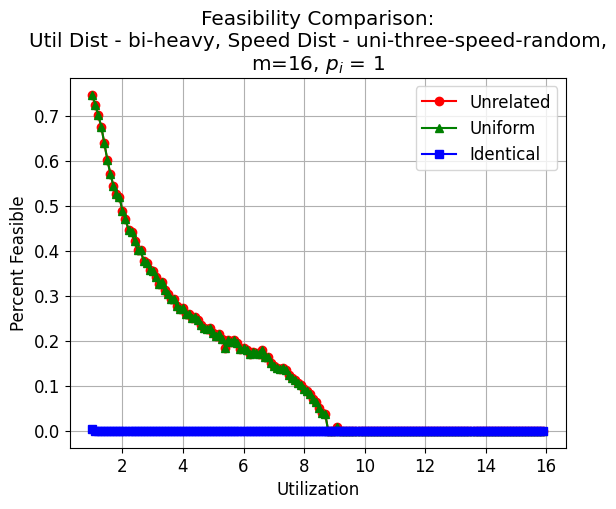 Feasibility Comparison:
Util Dist - bi-heavy, Speed Dist - uni-three-speed-random,
m=16, $p_i$ = 1
Unrelated
Uniform
Identical
Percent Feasible
0.7
0.6
0.5
0.4
0.3
0.2
0.1
0.0
2 4 6 8 10 12 14 16
Utilization